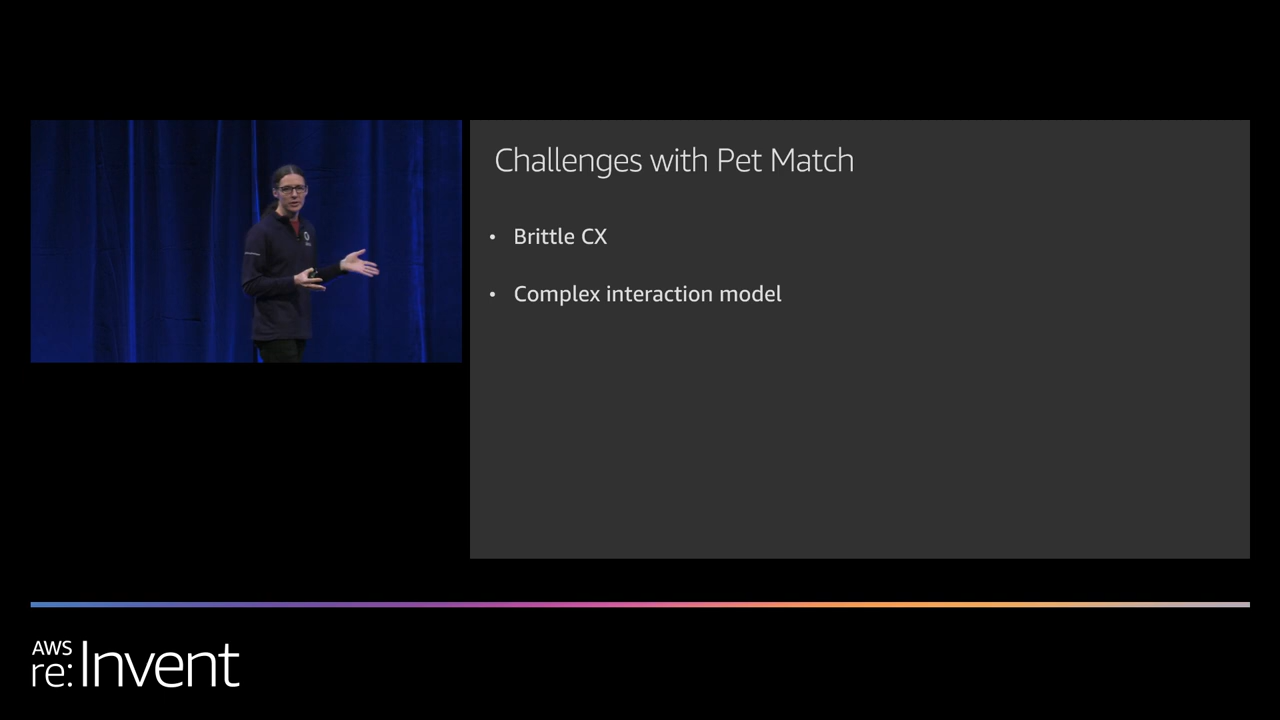 Challenges with Pet Match
• Brittle CX
• Complex interaction model
AWS
re:Invent